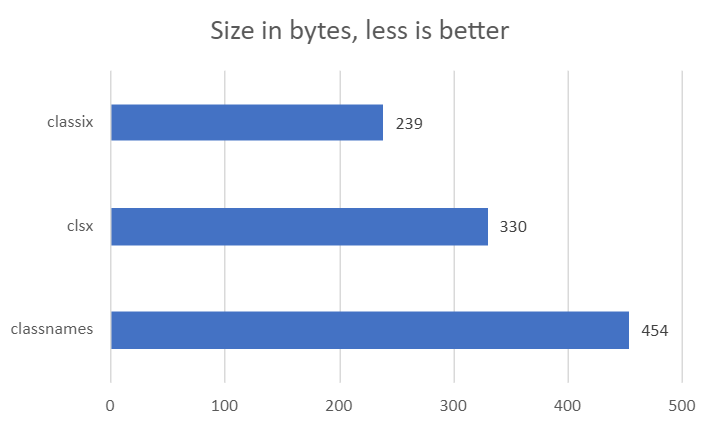 Size in bytes, less is better
classix 239
clsx 330
classnames 454
0 100 200 300 400 500